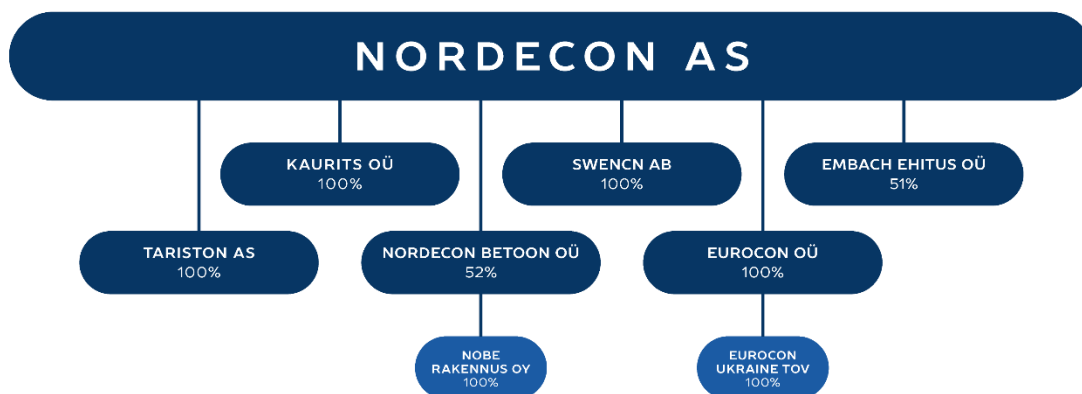 NORDECON AS
KAURITS OÜ
100%
SWENCN AB
100%
EMBACH EHITUS OÜ
51%
TARISTON AS
100%
NORDECON BETOON OÜ
52%
EUROCON OÜ
100%
NOBE
RAKENNUS OY
100%
EUROCON
UKRAINE TOV
100%